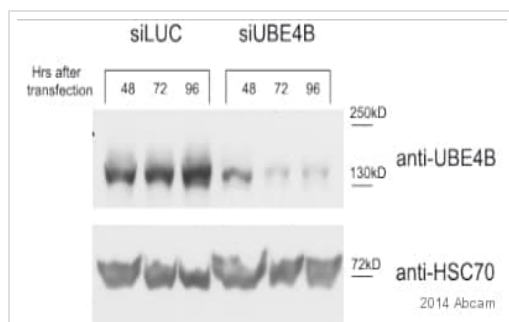 siLUC siUBE4B
Hrs after
transfection
48 72 96 48 72 96
250kD
anti-UBE4B
130kD
72kD
anti-HSC70
2014 Abcam